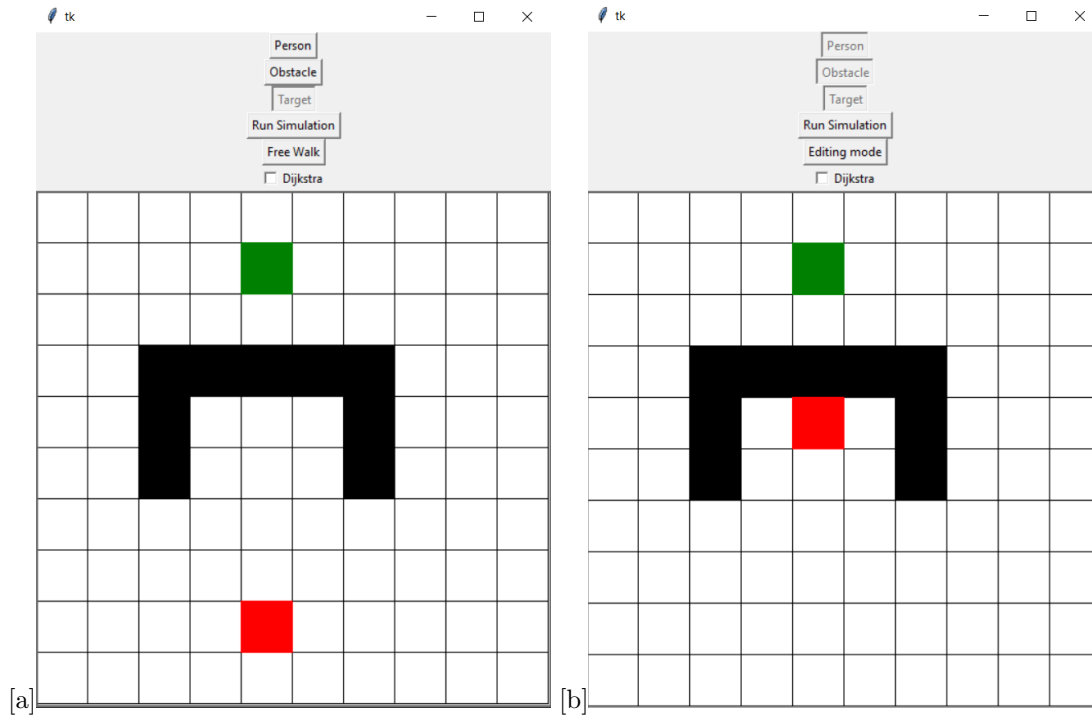 tk
Person
Obstacle
Target
Run Simulation
Free Walk
Dijkstra
[a]
tk
Person
Obstacle
Target
Run Simulation
Editing mode
Dijkstra
[b]